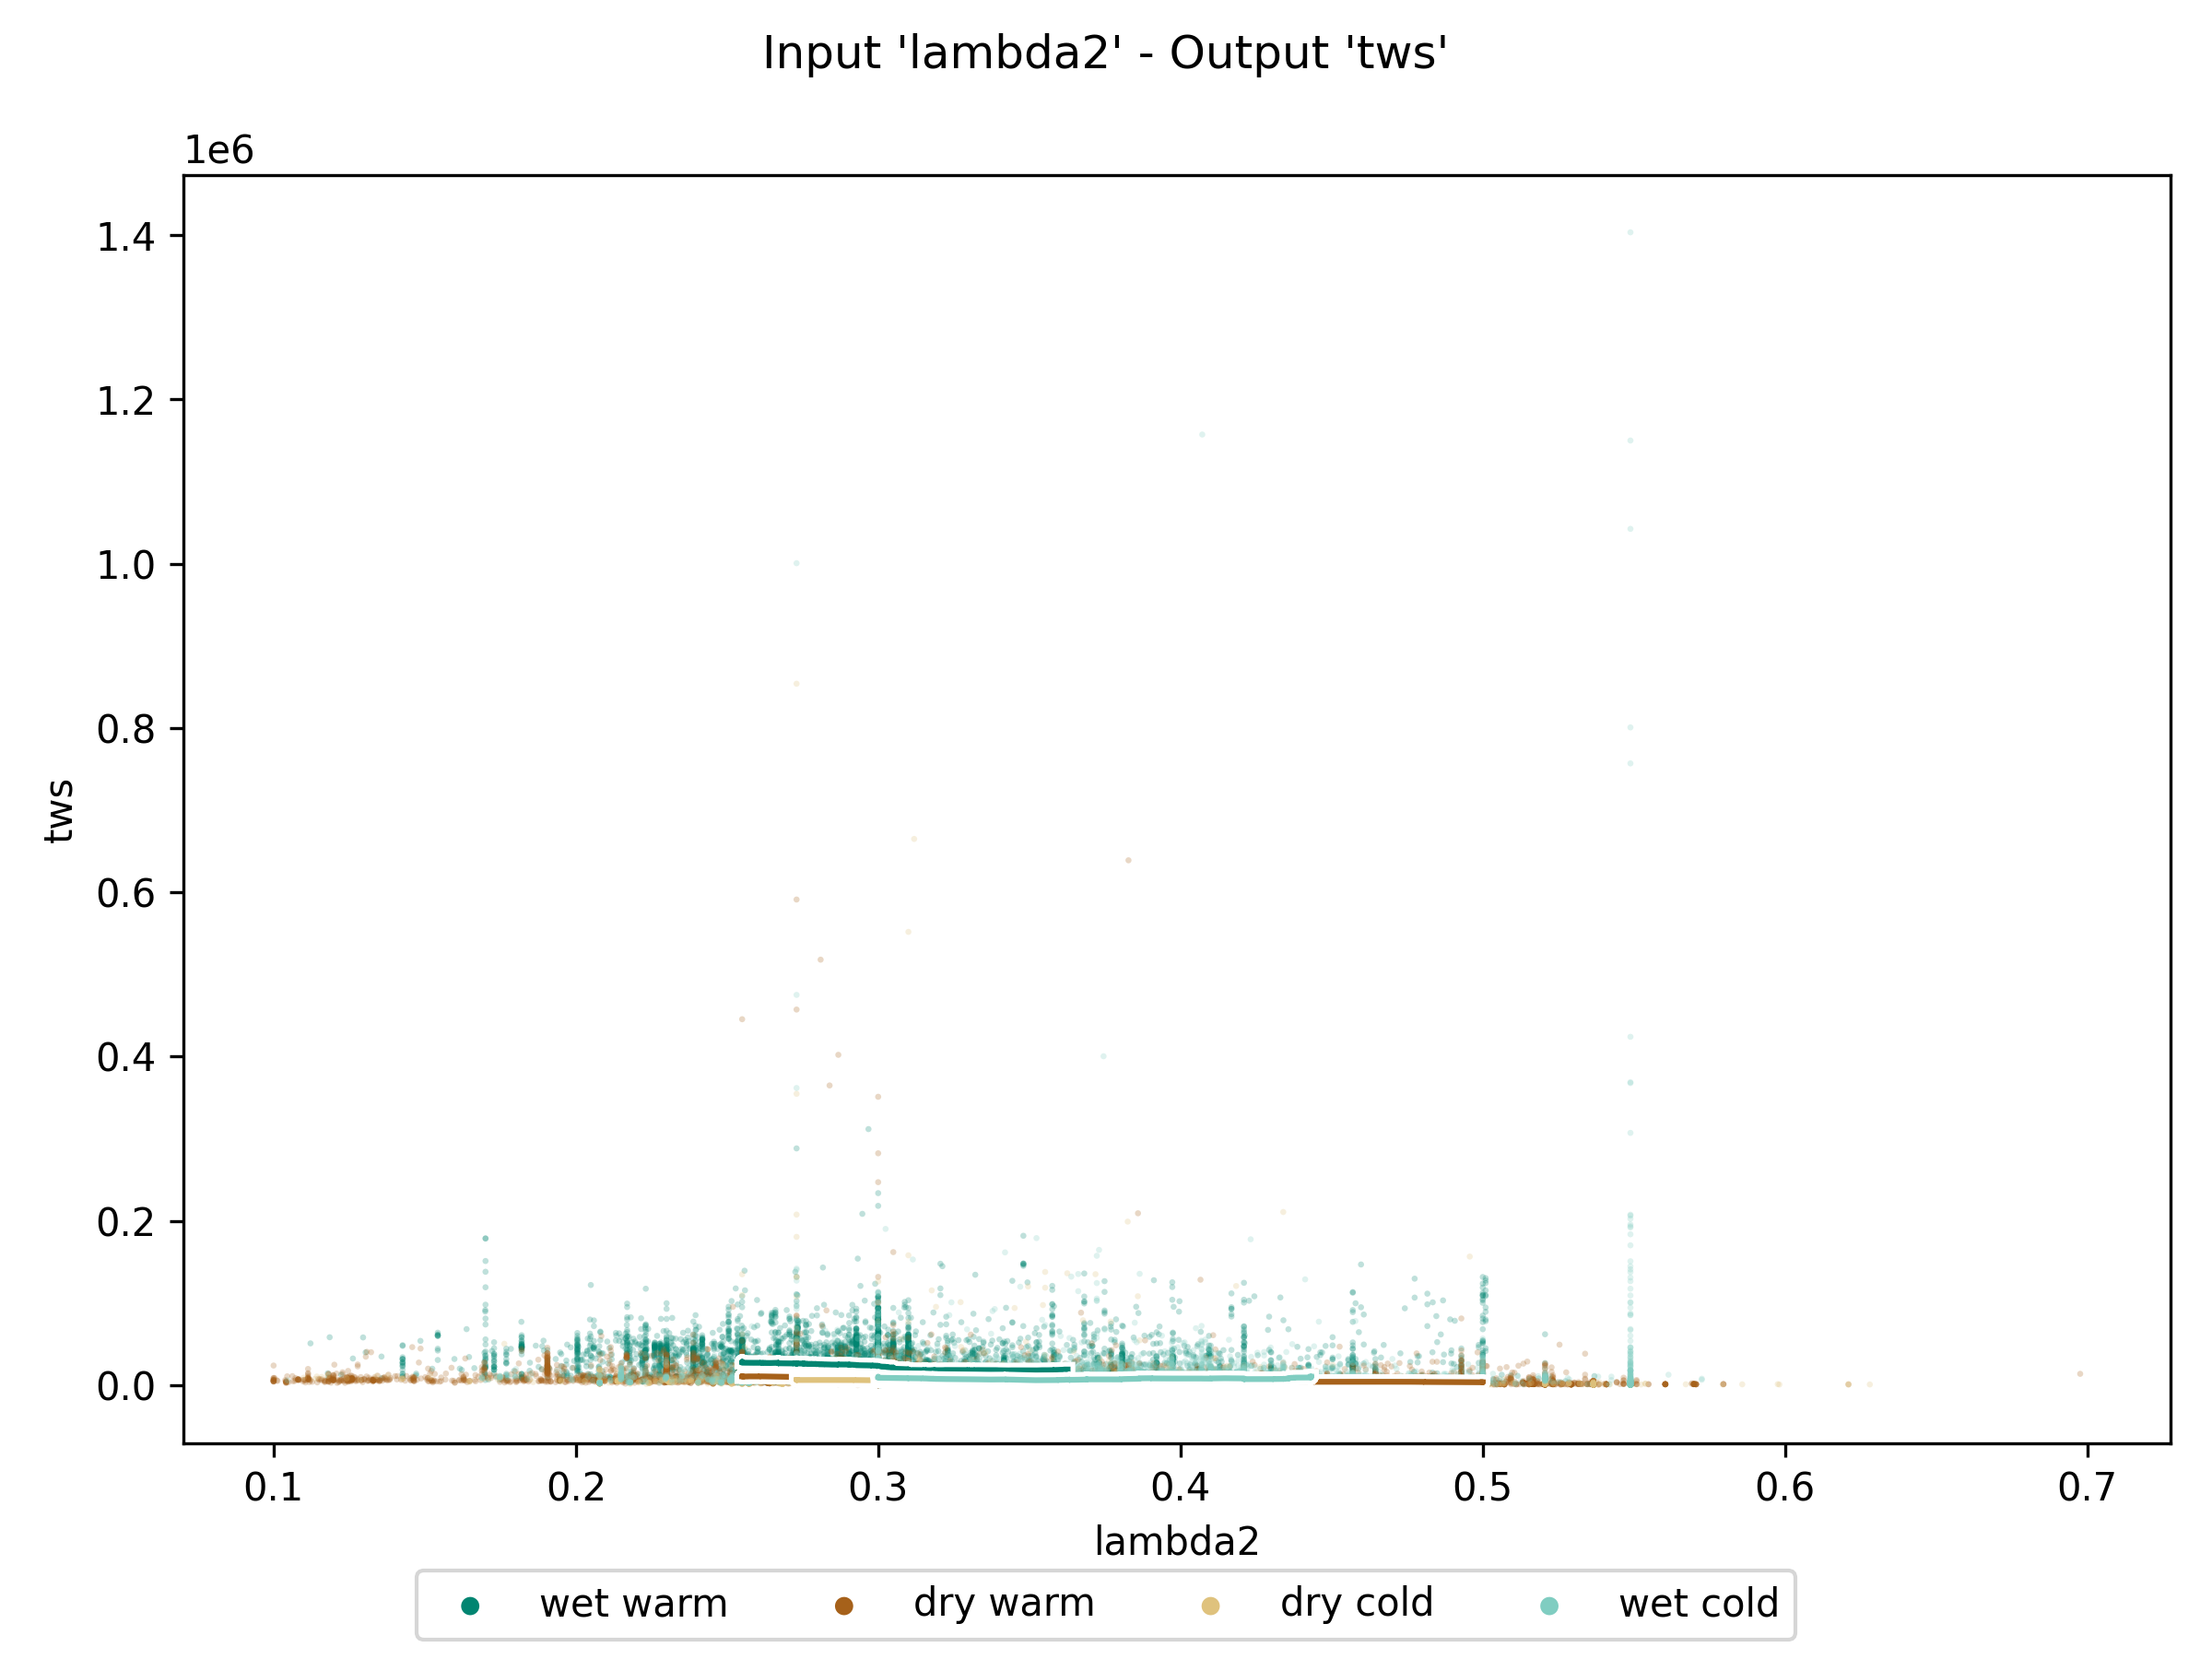 Input 'lambda2' - Output 'tws'
1e6
1.4
1.2
1.0
0.8
0.6
0.4
0.2
0.0
tws
0.1 0.2 0.3 0.4 0.5 0.6 0.7
lambda2
wet warm dry warm dry cold wet cold